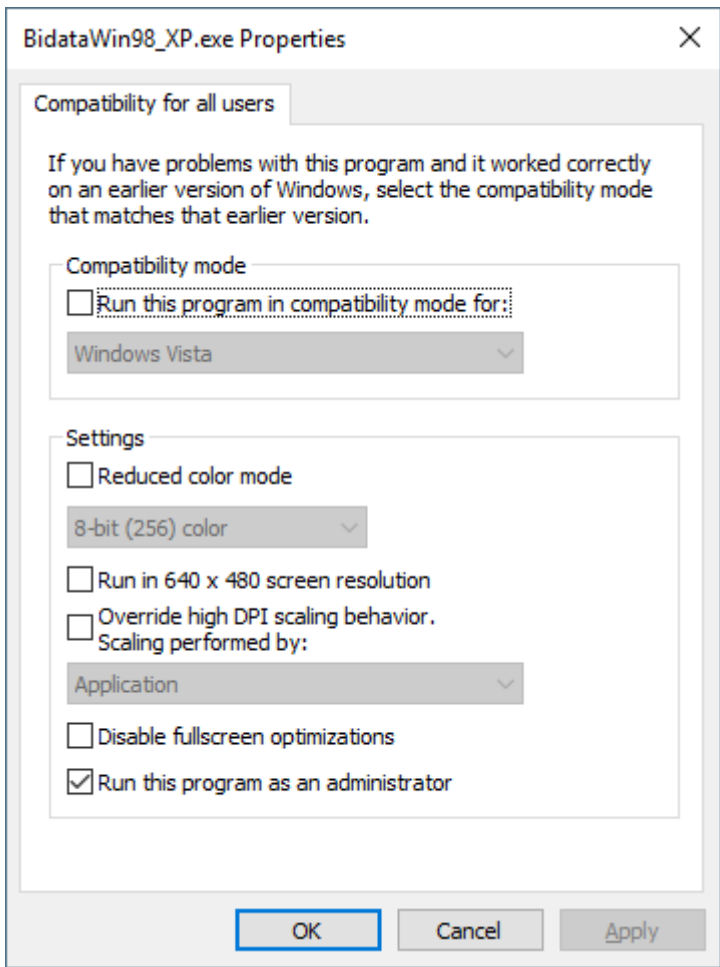 BidataWin98_XP.exe Properties
Compatibility for all users
If you have problems with this program and it worked correctly
on an earlier version of Windows, select the compatibility mode
that matches that earlier version.
Compatibility mode
Run this program in compatibility mode for:
Windows Vista
Settings
Reduced color mode
8-bit (256) color
Run in 640 x 480 screen resolution
Override high DPI scaling behavior.
Scaling performed by:
Application
Disable fullscreen optimizations
Run this program as an administrator
OK Cancel Apply